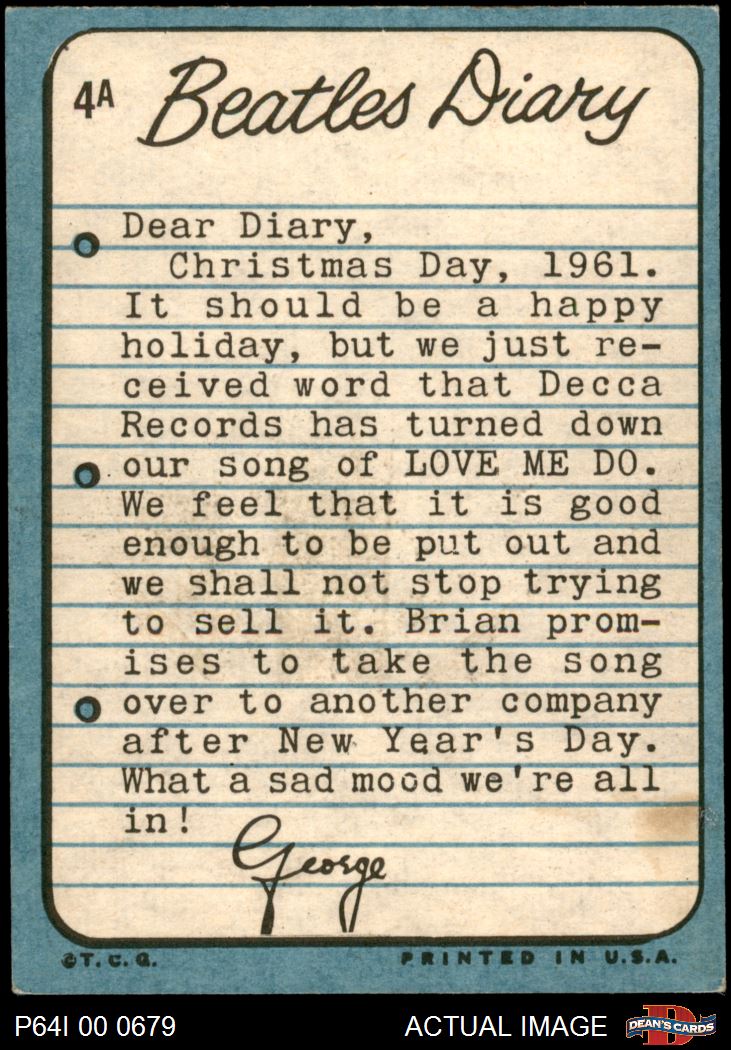 4A Beatles Diary
Dear Diary,
Christmas Day, 1961.
It should be a happy
holiday, but we just re-
ceived word that Decca
Records has turned down
our song of LOVE ME DO.
We feel that it is good
enough to be put out and
we shall not stop trying
to sell it. Brian prom-
ises to take the song
over to another company
after New Year's Day.
What a sad mood we're all
in!
George
©T.C.G. PRINTED IN U.S.A.
P64I 00 0679 ACTUAL IMAGE DEAN'S CARDS